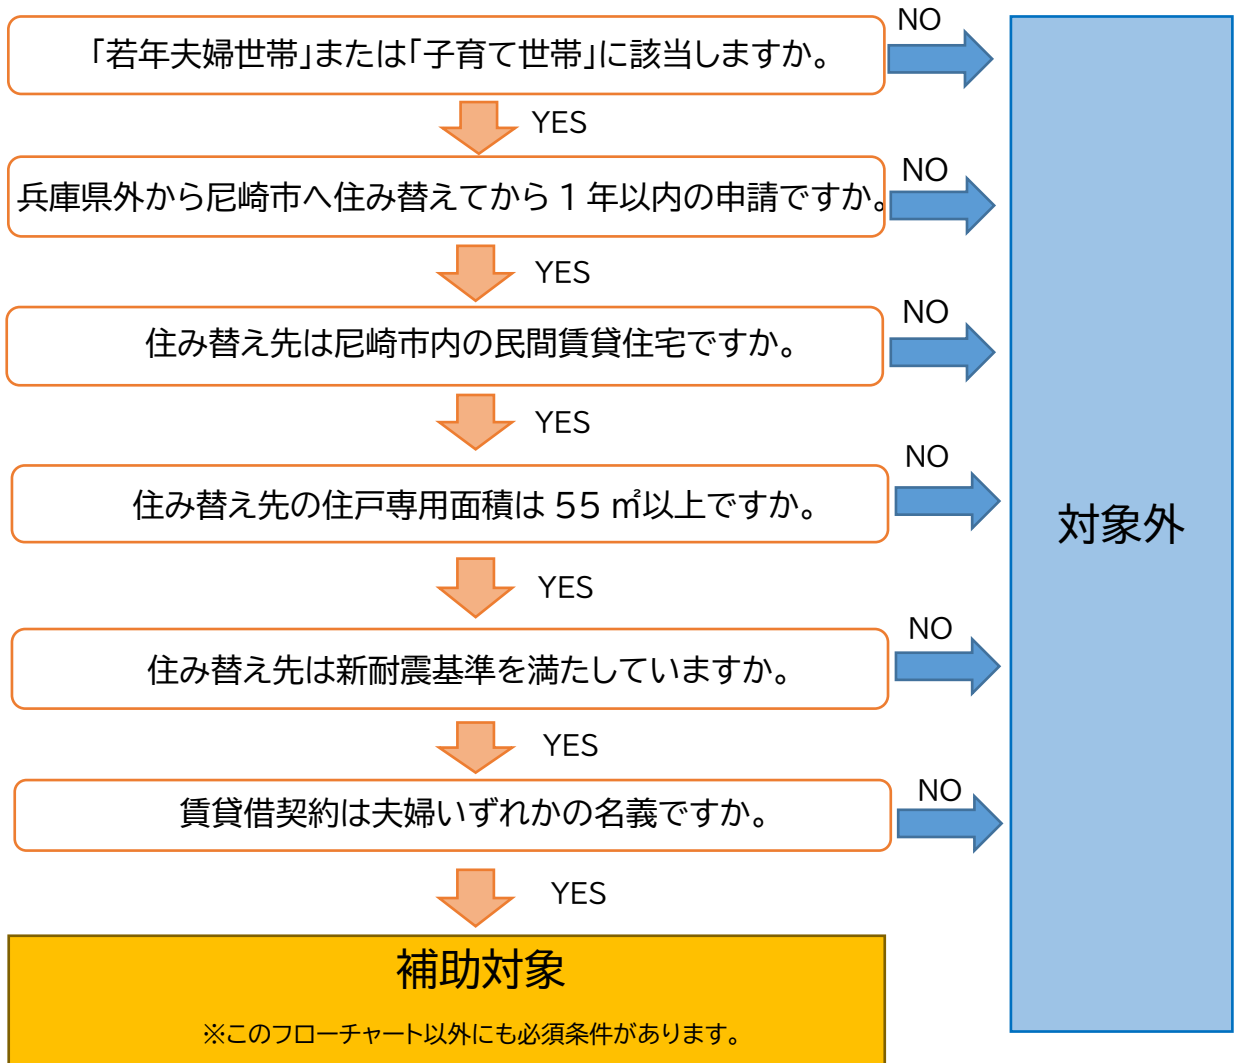 「若年夫婦世帯」または「子育て世帯」に該当しますか。
NO
YES
兵庫県外から尼崎市へ住み替えてから 1 年以内の申請ですか。
NO
YES
住み替え先は尼崎市内の民間賃貸住宅ですか。
NO
YES
住み替え先の住戸専用面積は 55 ㎡以上ですか。
NO
YES
住み替え先は新耐震基準を満たしていますか。
NO
YES
賃貸借契約は夫婦いずれかの名義ですか。
NO
YES
対象外
補助対象
※このフローチャート以外にも必須条件があります。